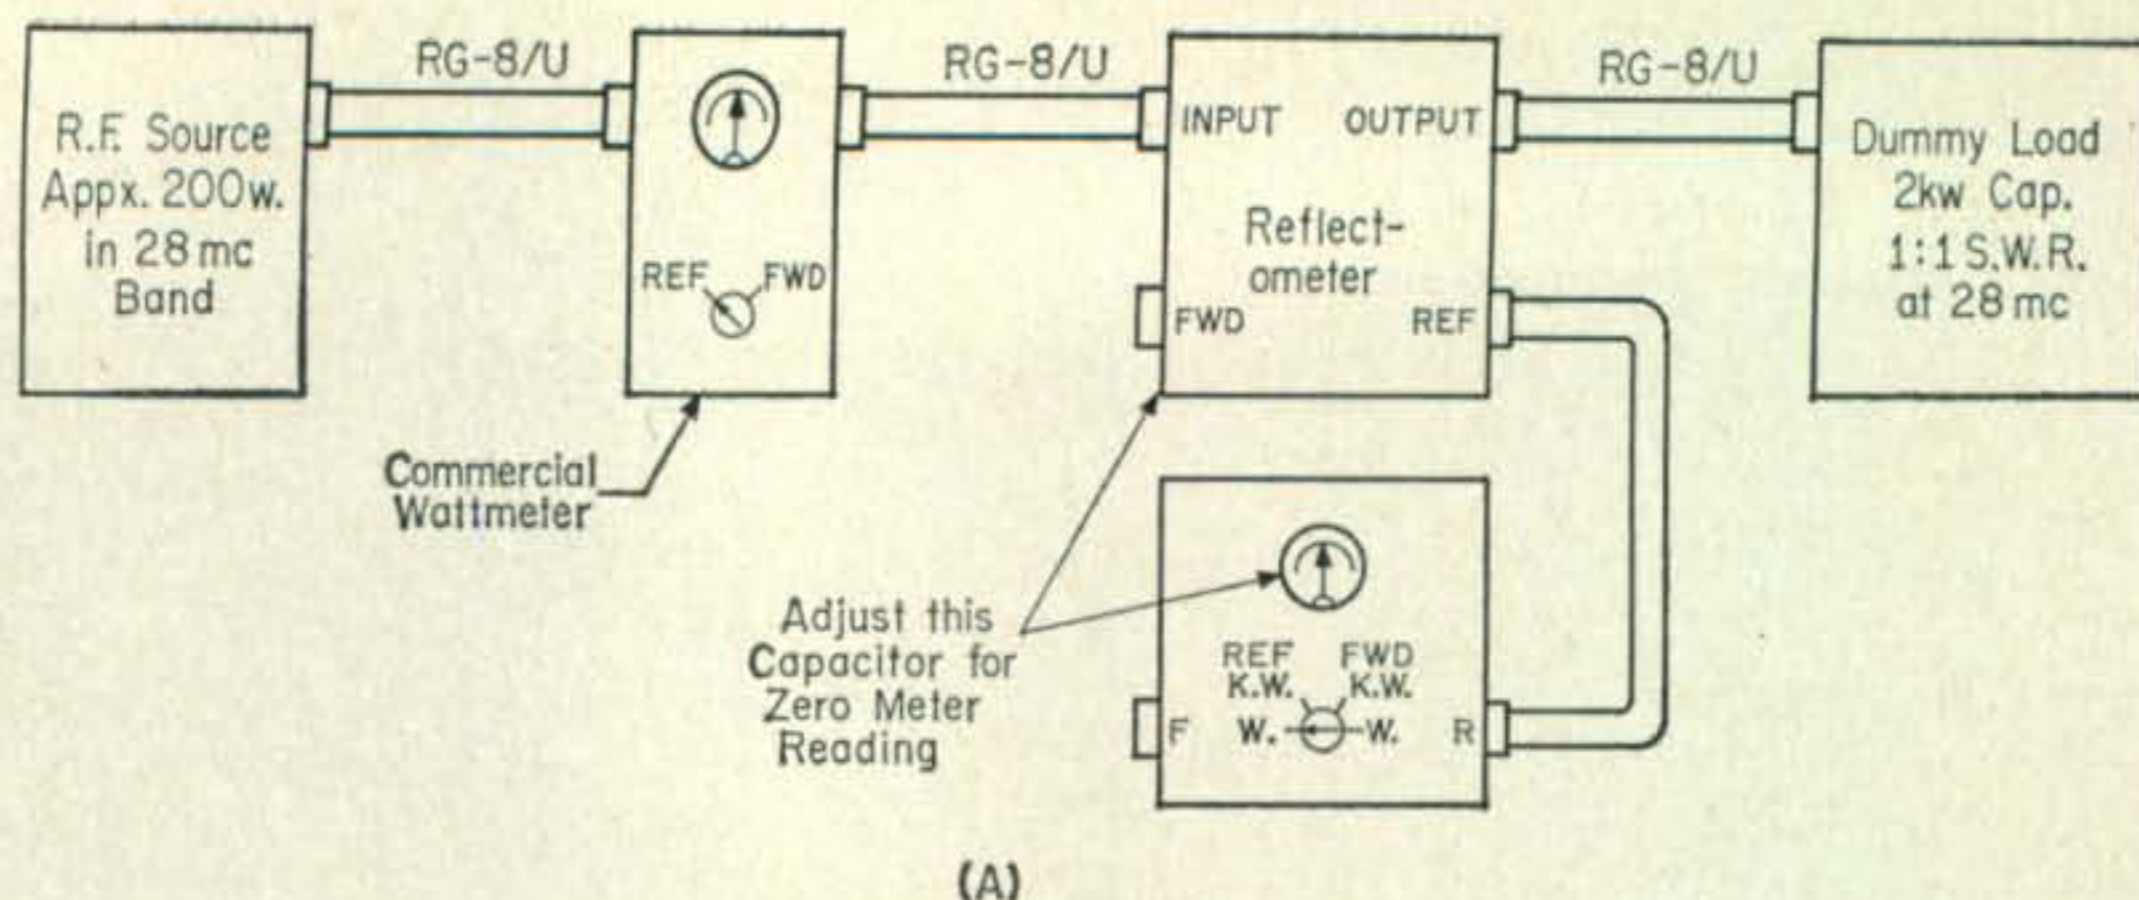 RG-8/U
RG-8/U
RG-8/U
R.F. Source
Appx. 200w.
in 28 mc
Band
REF FWD
INPUT OUTPUT
Reflect-
ometer
FWD REF
Dummy Load
2kw Cap.
1:1 S.W.R.
at 28 mc
Commercial
Wattmeter
Adjust this
Capacitor for
Zero Meter
Reading
REF FWD
K.W. K.W.
F W. W. R
(A)